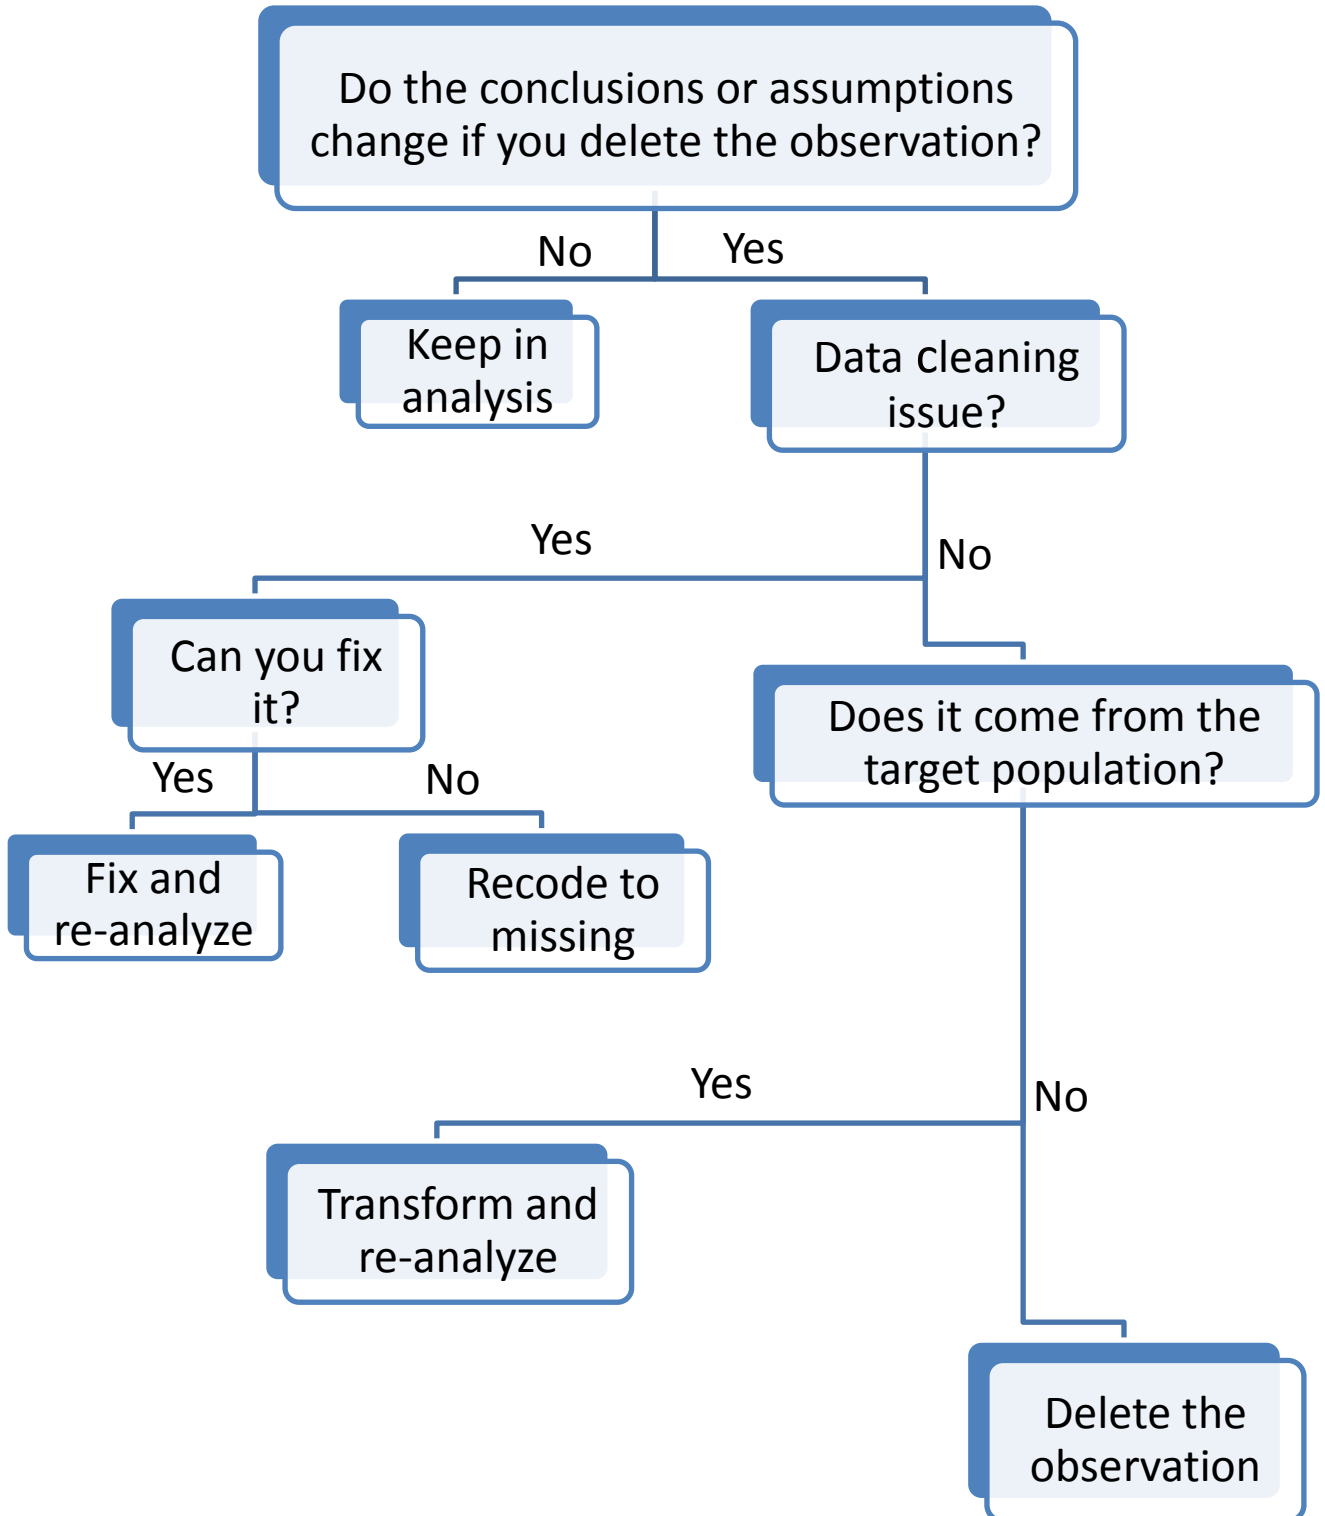 Do the conclusions or assumptions
change if you delete the observation?
No
Yes
Keep in
analysis
Data cleaning
issue?
Yes
No
Can you fix
it?
Does it come from the
target population?
Yes
No
Fix and
re-analyze
Recode to
missing
Yes
No
Transform and
re-analyze
Delete the
observation